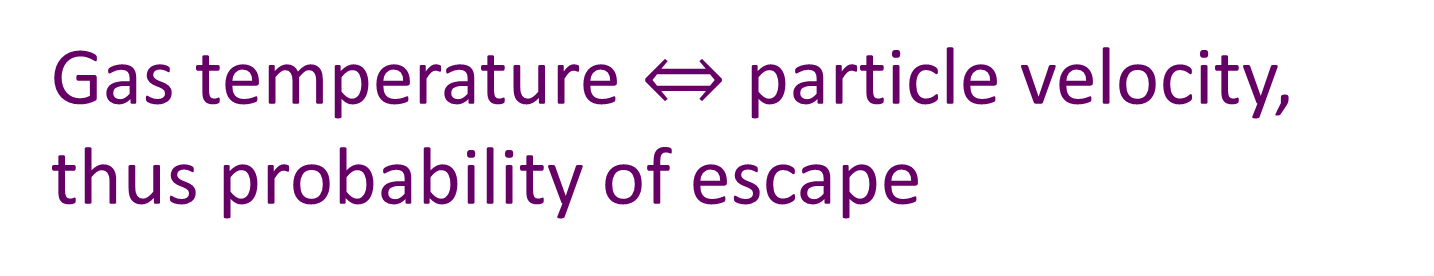 Gas temperature ⇔ particle velocity,
thus probability of escape